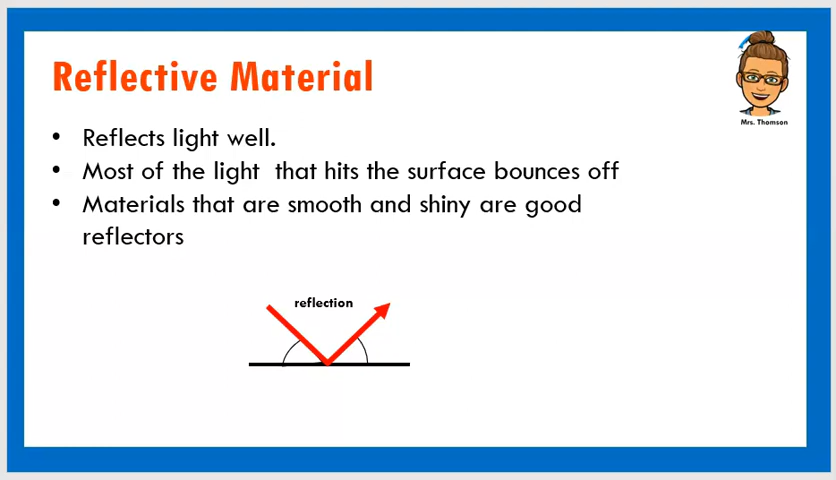 Reflective Material
Mrs. Thomson
• Reflects light well.
• Most of the light  that hits the surface bounces off
• Materials that are smooth and shiny are good
reflectors
reflection